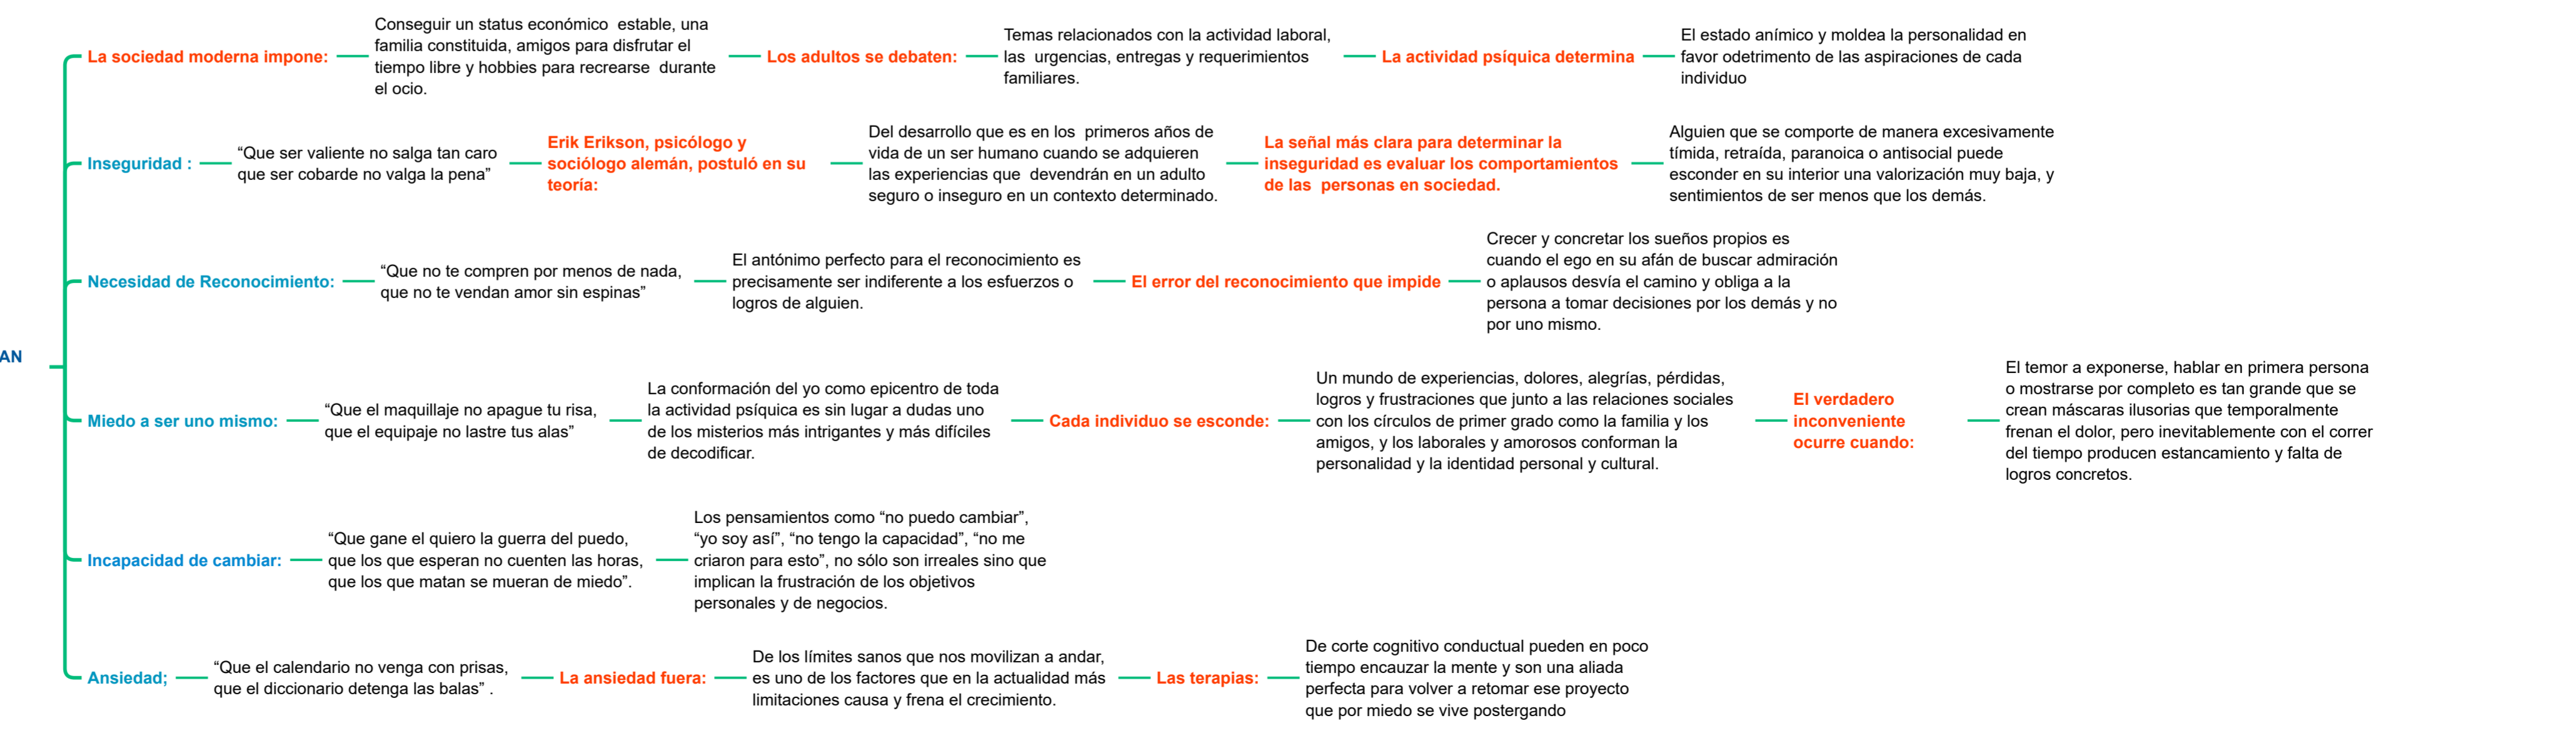 AN
La sociedad moderna impone:
Conseguir un status económico  estable, una
familia constituida, amigos para disfrutar el
tiempo libre y hobbies para recrearse  durante
el ocio.
Los adultos se debaten:
Temas relacionados con la actividad laboral,
las  urgencias, entregas y requerimientos
familiares.
La actividad psíquica determina
El estado anímico y moldea la personalidad en
favor odetrimento de las aspiraciones de cada
individuo
Inseguridad :
“Que ser valiente no salga tan caro
que ser cobarde no valga la pena”
Erik Erikson, psicólogo y
sociólogo alemán, postuló en su
teoría:
Del desarrollo que es en los  primeros años de
vida de un ser humano cuando se adquieren
las experiencias que  devendrán en un adulto
seguro o inseguro en un contexto determinado.
La señal más clara para determinar la
inseguridad es evaluar los comportamientos
de las  personas en sociedad.
Alguien que se comporte de manera excesivamente
tímida, retraída, paranoica o antisocial puede
esconder en su interior una valorización muy baja, y
sentimientos de ser menos que los demás.
Necesidad de Reconocimiento:
“Que no te compren por menos de nada,
que no te vendan amor sin espinas”
El antónimo perfecto para el reconocimiento es
precisamente ser indiferente a los esfuerzos o
logros de alguien.
El error del reconocimiento que impide
Crecer y concretar los sueños propios es
cuando el ego en su afán de buscar admiración
o aplausos desvía el camino y obliga a la
persona a tomar decisiones por los demás y no
por uno mismo.
Miedo a ser uno mismo:
“Que el maquillaje no apague tu risa,
que el equipaje no lastre tus alas”
La conformación del yo como epicentro de toda
la actividad psíquica es sin lugar a dudas uno
de los misterios más intrigantes y más difíciles
de decodificar.
Cada individuo se esconde:
Un mundo de experiencias, dolores, alegrías, pérdidas,
logros y frustraciones que junto a las relaciones sociales
con los círculos de primer grado como la familia y los
amigos, y los laborales y amorosos conforman la
personalidad y la identidad personal y cultural.
El verdadero
inconveniente
ocurre cuando:
El temor a exponerse, hablar en primera persona
o mostrarse por completo es tan grande que se
crean máscaras ilusorias que temporalmente
frenan el dolor, pero inevitablemente con el correr
del tiempo producen estancamiento y falta de
logros concretos.
Incapacidad de cambiar:
“Que gane el quiero la guerra del puedo,
que los que esperan no cuenten las horas,
que los que matan se mueran de miedo”.
Los pensamientos como “no puedo cambiar”,
“yo soy así”, “no tengo la capacidad”, “no me
criaron para esto”, no sólo son irreales sino que
implican la frustración de los objetivos
personales y de negocios.
Ansiedad;
“Que el calendario no venga con prisas,
que el diccionario detenga las balas” .
La ansiedad fuera:
De los límites sanos que nos movilizan a andar,
es uno de los factores que en la actualidad más
limitaciones causa y frena el crecimiento.
Las terapias:
De corte cognitivo conductual pueden en poco
tiempo encauzar la mente y son una aliada
perfecta para volver a retomar ese proyecto
que por miedo se vive postergando